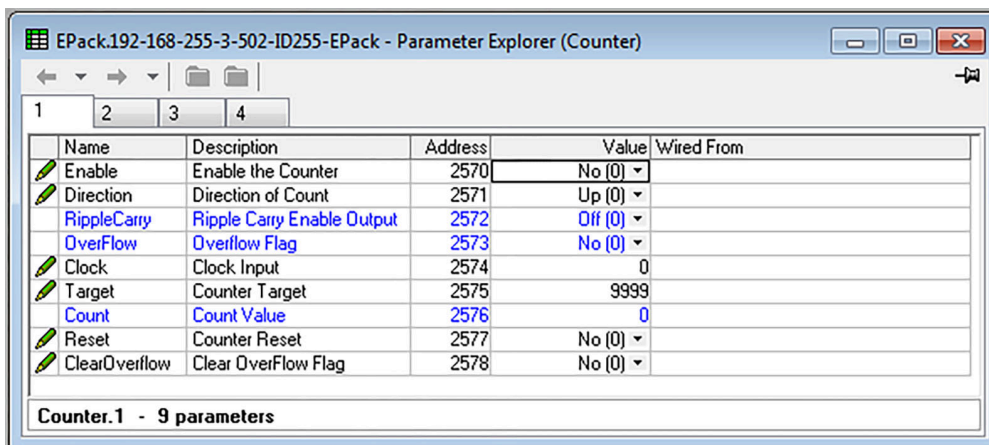 EPack.192-168-255-3-502-ID255-EPack - Parameter Explorer (Counter)
1 2 3 4
Name Description Address Value Wired From
Enable Enable the Counter 2570 No (0)
Direction Direction of Count 2571 Up (0)
RippleCarry Ripple Carry Enable Output 2572 Off (0)
OverFlow Overflow Flag 2573 No (0)
Clock Clock Input 2574 0
Target Counter Target 2575 9999
Count Count Value 2576 0
Reset Counter Reset 2577 No (0)
ClearOverflow Clear OverFlow Flag 2578 No (0)
Counter.1 - 9 parameters